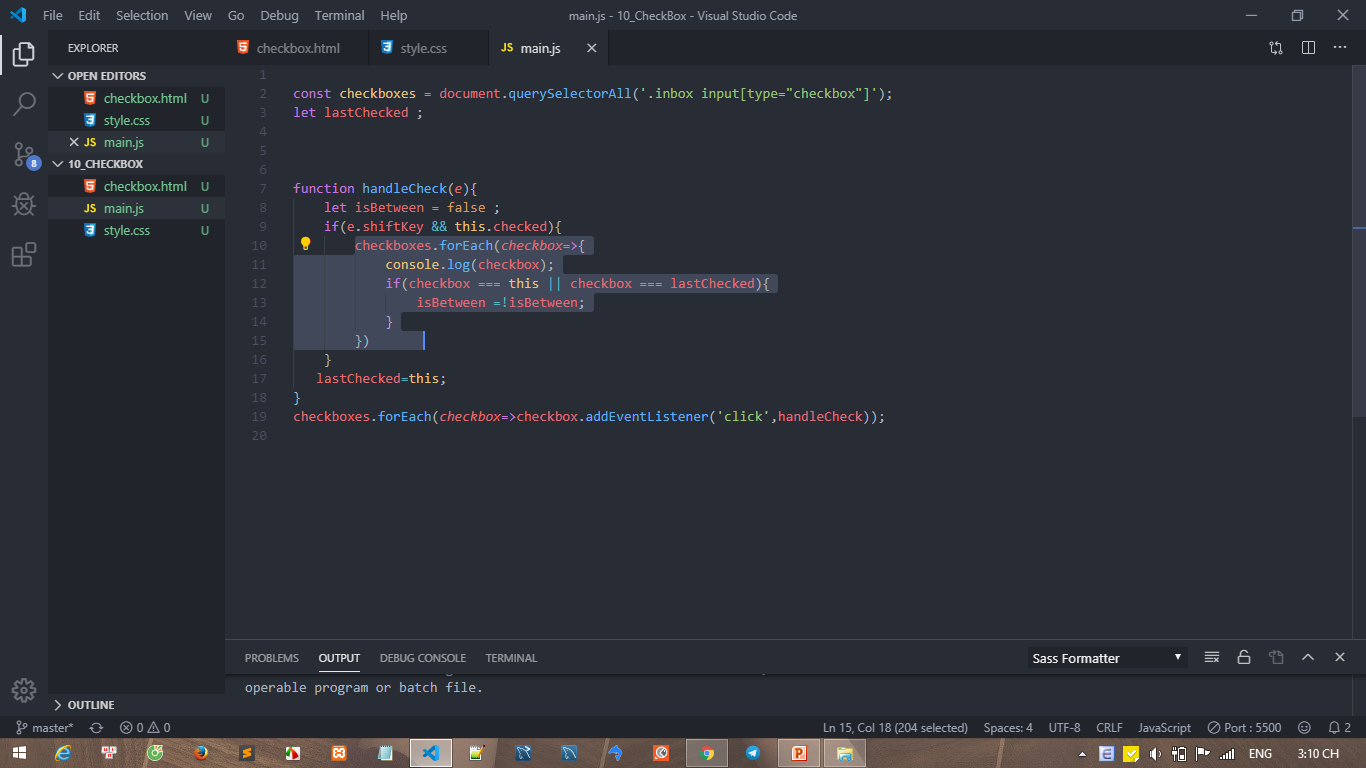 File Edit Selection View Go Debug Terminal Help main.js - 10_CheckBox - Visual Studio Code
EXPLORER
checkbox.html
style.css
JS main.js
OPEN EDITORS
checkbox.html U
style.css U
JS main.js U
8
10_CHECKBOX
checkbox.html U
JS main.js U
style.css U
1
2 const checkboxes = document.querySelectorAll('.inbox input[type="checkbox"]');
3 let lastChecked ;
4
5
6
7 function handleCheck(e){
8 let isBetween = false ;
9 if(e.shiftKey && this.checked){
10 checkboxes.forEach(checkbox=>{
11 console.log(checkbox);
12 if(checkbox === this || checkbox === lastChecked){
13 isBetween =!isBetween;
14 }
15 })
16 }
17 lastChecked=this;
18 }
19 checkboxes.forEach(checkbox=>checkbox.addEventListener('click',handleCheck));
20
PROBLEMS OUTPUT DEBUG CONSOLE TERMINAL
Sass Formatter
operable program or batch file.
OUTLINE
master* 0 0 Ln 15, Col 18 (204 selected) Spaces: 4 UTF-8 CRLF JavaScript Port : 5500 2
ENG 3:10 CH